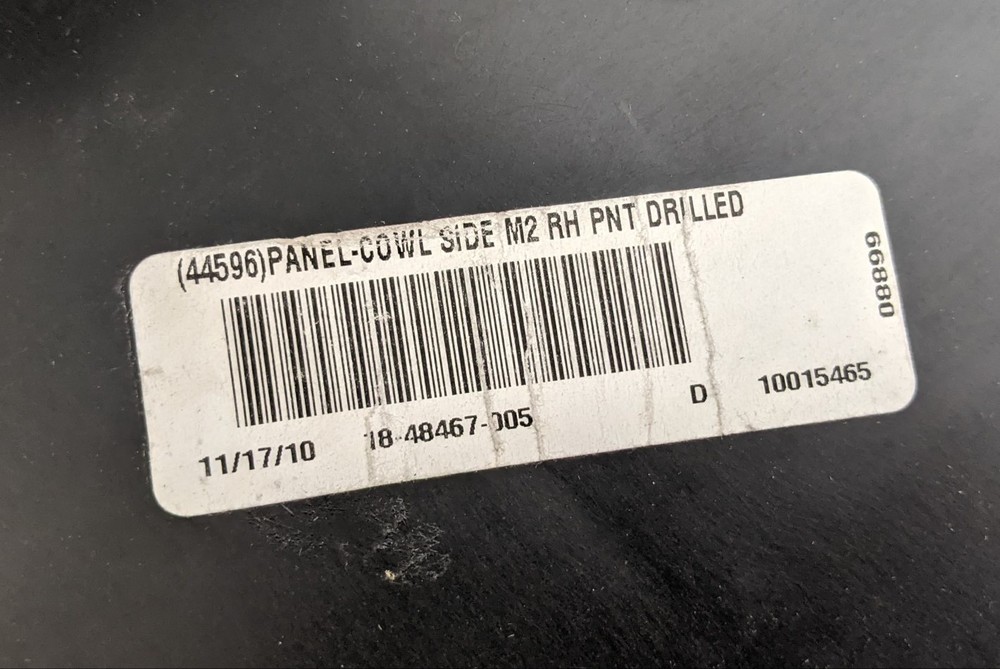 (44596)PANEL-COWL SIDE M2 RH PNT DRILLED
11/17/10 18-48467-005 D 10015465
66880